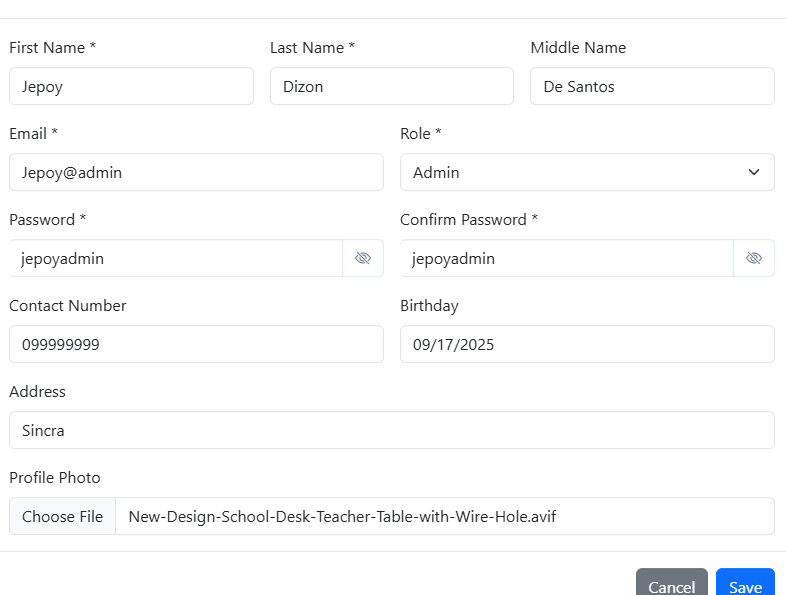 First Name * Last Name * Middle Name
Jepoy Dizon De Santos
Email * Role *
Jepoy@admin Admin
Password * Confirm Password *
jepoyadmin jepoyadmin
Contact Number Birthday
099999999 09/17/2025
Address
Sincra
Profile Photo
Choose File New-Design-School-Desk-Teacher-Table-with-Wire-Hole.avif
Cancel Save